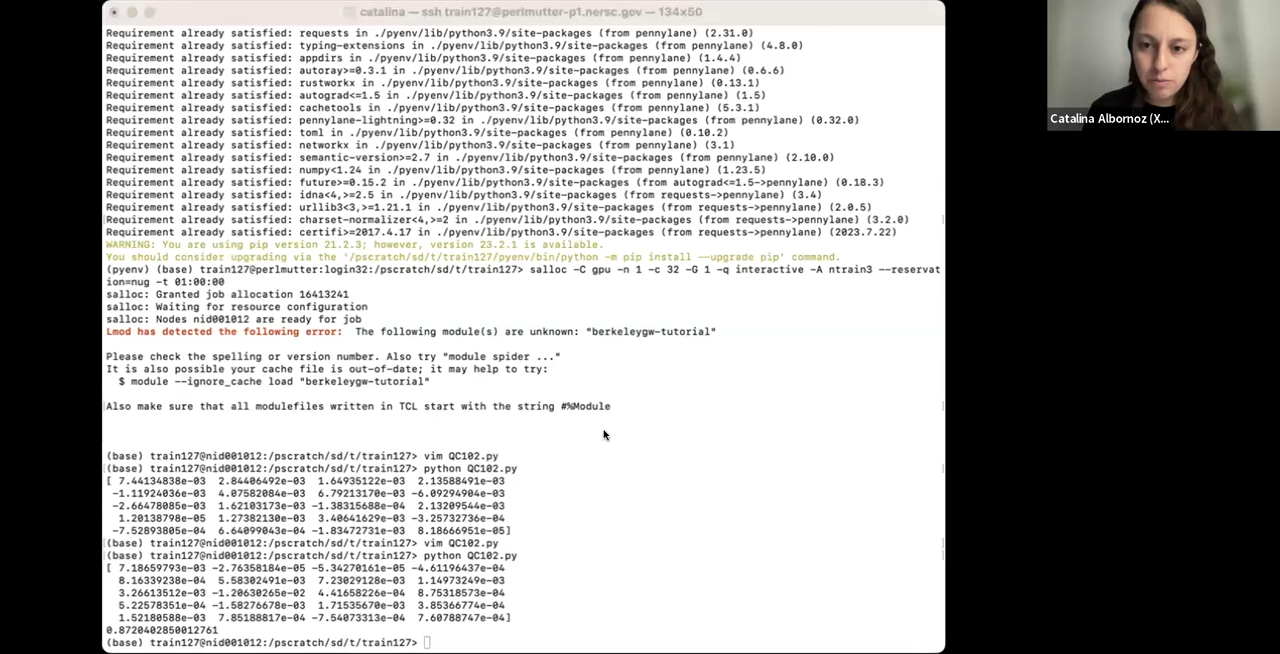 catalina — ssh train127@perlmutter-p1.nersc.gov — 134×50
Requirement already satisfied: requests in ./pyenv/lib/python3.9/site-packages (from pennylane) (2.31.0)
Requirement already satisfied: typing-extensions in ./pyenv/lib/python3.9/site-packages (from pennylane) (4.8.0)
Requirement already satisfied: appdirs in ./pyenv/lib/python3.9/site-packages (from pennylane) (1.4.4)
Requirement already satisfied: autoray>=0.3.1 in ./pyenv/lib/python3.9/site-packages (from pennylane) (0.6.6)
Requirement already satisfied: rustworkx in ./pyenv/lib/python3.9/site-packages (from pennylane) (0.13.1)
Requirement already satisfied: autograd<=1.5 in ./pyenv/lib/python3.9/site-packages (from pennylane) (1.5)
Requirement already satisfied: cachetools in ./pyenv/lib/python3.9/site-packages (from pennylane) (5.3.1)
Requirement already satisfied: pennylane-lightning>=0.32 in ./pyenv/lib/python3.9/site-packages (from pennylane) (0.32.0)
Requirement already satisfied: toml in ./pyenv/lib/python3.9/site-packages (from pennylane) (0.10.2)
Requirement already satisfied: networkx in ./pyenv/lib/python3.9/site-packages (from pennylane) (3.1)
Requirement already satisfied: semantic-version>=2.7 in ./pyenv/lib/python3.9/site-packages (from pennylane) (2.10.0)
Requirement already satisfied: numpy<1.24 in ./pyenv/lib/python3.9/site-packages (from pennylane) (1.23.5)
Requirement already satisfied: future>=0.15.2 in ./pyenv/lib/python3.9/site-packages (from autograd<=1.5->pennylane) (0.18.3)
Requirement already satisfied: idna<4,>=2.5 in ./pyenv/lib/python3.9/site-packages (from requests->pennylane) (3.4)
Requirement already satisfied: urllib3<3,>=1.21.1 in ./pyenv/lib/python3.9/site-packages (from requests->pennylane) (2.0.5)
Requirement already satisfied: charset-normalizer<4,>=2 in ./pyenv/lib/python3.9/site-packages (from requests->pennylane) (3.2.0)
Requirement already satisfied: certifi>=2017.4.17 in ./pyenv/lib/python3.9/site-packages (from requests->pennylane) (2023.7.22)
WARNING: You are using pip version 21.2.3; however, version 23.2.1 is available.
You should consider upgrading via the '/pscratch/sd/t/train127/pyenv/bin/python -m pip install --upgrade pip' command.
(pyenv) (base) train127@perlmutter:login32:/pscratch/sd/t/train127> salloc -C gpu -n 1 -c 32 -G 1 -q interactive -A ntrain3 --reservat
ion=nug -t 01:00:00
salloc: Granted job allocation 16413241
salloc: Waiting for resource configuration
salloc: Nodes nid001012 are ready for job
Lmod has detected the following error:  The following module(s) are unknown: "berkeleygw-tutorial"
Please check the spelling or version number. Also try "module spider ..."
It is also possible your cache file is out-of-date; it may help to try:
$ module --ignore_cache load "berkeleygw-tutorial"
Also make sure that all modulefiles written in TCL start with the string #%Module
(base) train127@nid001012:/pscratch/sd/t/train127> vim QC102.py
(base) train127@nid001012:/pscratch/sd/t/train127> python QC102.py
[ 7.44134838e-03  2.84406492e-03  1.64935122e-03  2.13588491e-03
-1.11924036e-03  4.07582084e-03  6.79213170e-03 -6.09294904e-03
-2.66478085e-03  1.62103173e-03 -1.38315688e-04  2.13209544e-03
1.20138798e-05  1.27382130e-03  3.40641629e-03 -3.25732736e-04
-7.52893805e-04  6.64099043e-04 -1.83472731e-03  8.18666951e-05]
(base) train127@nid001012:/pscratch/sd/t/train127> vim QC102.py
(base) train127@nid001012:/pscratch/sd/t/train127> python QC102.py
[ 7.18659793e-03 -2.76358184e-05 -5.34270161e-05 -4.61196437e-04
8.16339238e-04  5.58302491e-03  7.23029128e-03  1.14973249e-03
3.26613512e-03 -1.20630265e-02  4.41658226e-04  8.75318573e-04
5.22578351e-04 -1.58276678e-03  1.71535670e-03  3.85366774e-04
1.52180588e-03  7.85188817e-04 -7.54073313e-04  7.60788747e-04]
0.8720402850012761
(base) train127@nid001012:/pscratch/sd/t/train127>
Catalina Albornoz (X...